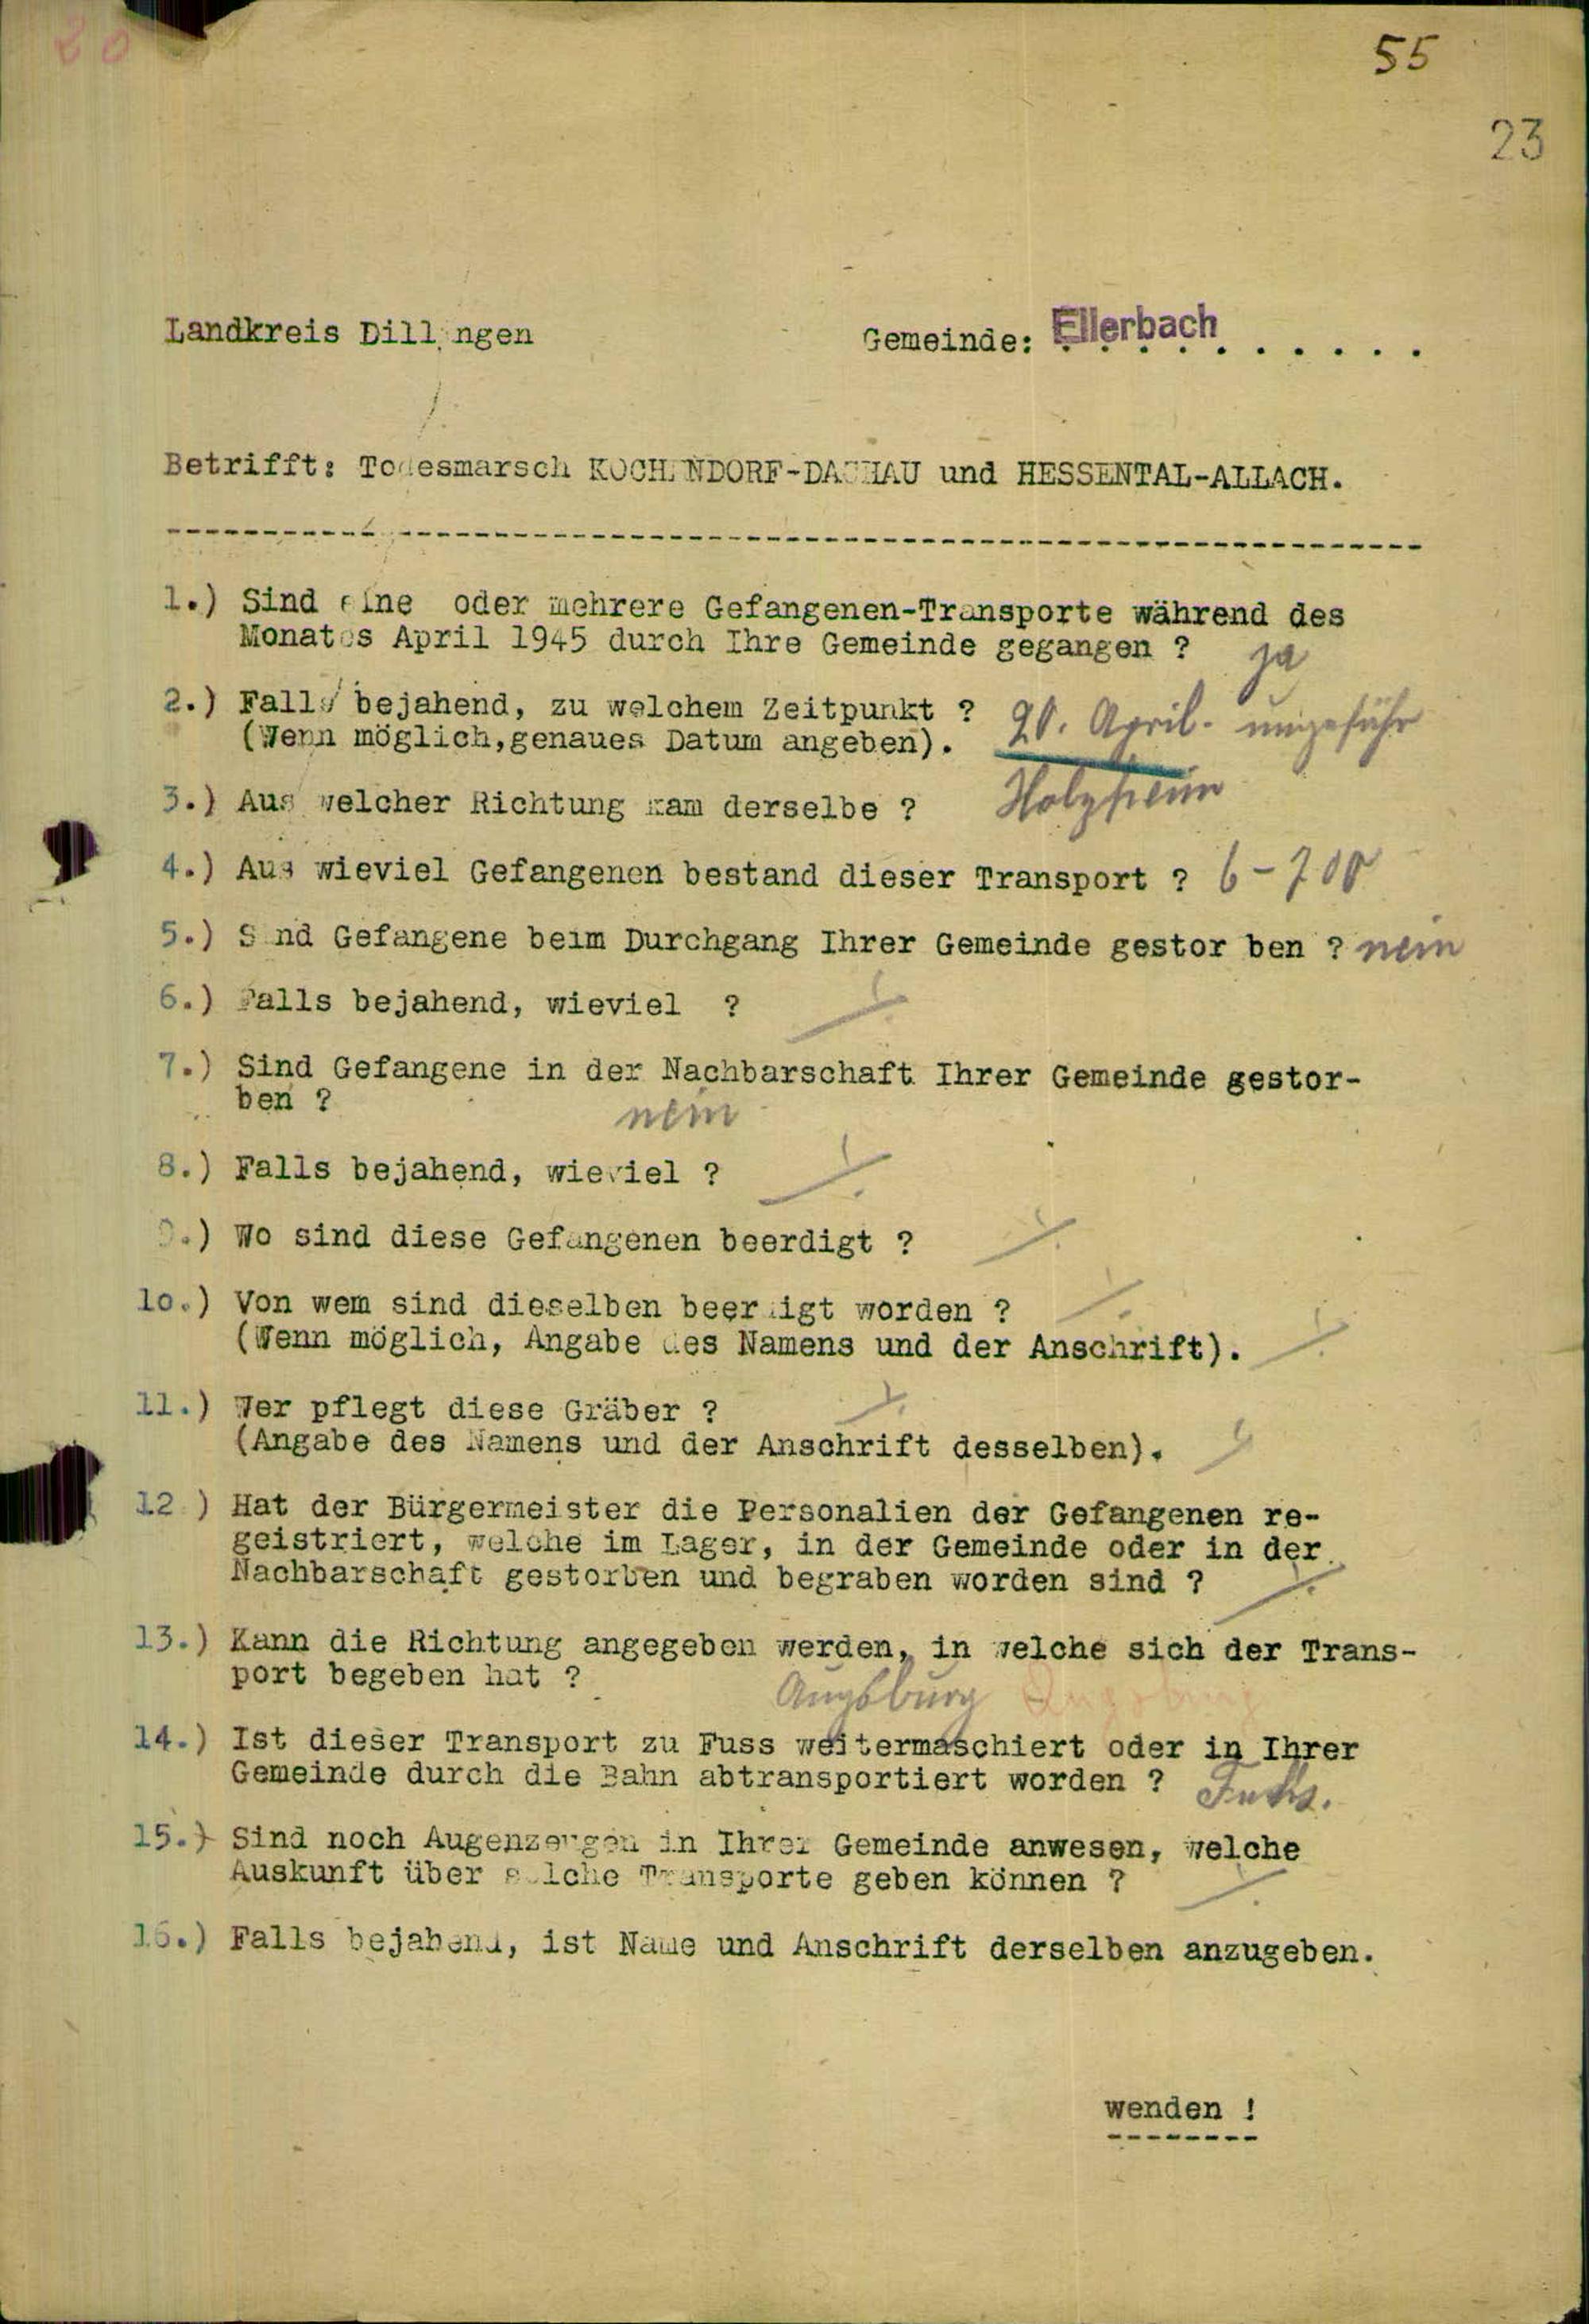 80
55
23
Landkreis Dillingen Gemeinde: Ellerbach . . . . . .
Betrifft: Todesmarsch KOCHENDORF-DACHAU und HESSENTAL-ALLACH.
1.) Sind eine oder mehrere Gefangenen-Transporte während des
Monates April 1945 durch Ihre Gemeinde gegangen ? ja
2.) Falls bejahend, zu welchem Zeitpunkt ? 20. April. ungefähr
(Wenn möglich,genaues Datum angeben).
3.) Aus welcher Richtung kam derselbe ? Holzheim
4.) Aus wieviel Gefangenen bestand dieser Transport ? 6-700
5.) Sind Gefangene beim Durchgang Ihrer Gemeinde gestor ben ? nein
6.) Falls bejahend, wieviel ? ./.
7.) Sind Gefangene in der Nachbarschaft Ihrer Gemeinde gestor-
ben ? nein
8.) Falls bejahend, wieviel ? ./.
9.) Wo sind diese Gefangenen beerdigt ? ./.
10.) Von wem sind dieselben beerdigt worden ? ./.
(Wenn möglich, Angabe des Namens und der Anschrift). ./.
11.) Wer pflegt diese Gräber ? ./.
(Angabe des Namens und der Anschrift desselben). ./.
12.) Hat der Bürgermeister die Personalien der Gefangenen re-
geistriert, welche im Lager, in der Gemeinde oder in der
Nachbarschaft gestorben und begraben worden sind ? ./.
13.) Kann die Richtung angegeben werden, in welche sich der Trans-
port begeben hat ? Augsburg Augsburg
14.) Ist dieser Transport zu Fuss weitermaschiert oder in Ihrer
Gemeinde durch die Bahn abtransportiert worden ?
15.) Sind noch Augenzeugen in Ihrer Gemeinde anwesen, welche
Auskunft über solche Transporte geben können ? ./.
16.) Falls bejahend, ist Name und Anschrift derselben anzugeben.
wenden !